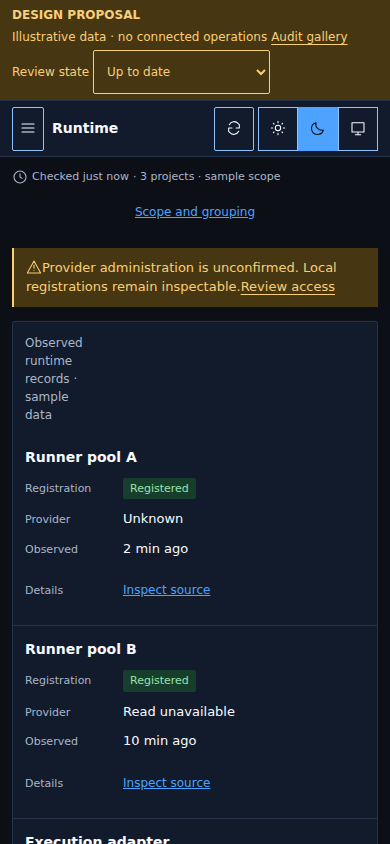 DESIGN PROPOSAL
Illustrative data · no connected operations Audit gallery
Review state Up to date
Runtime
Checked just now · 3 projects · sample scope
Scope and grouping
Provider administration is unconfirmed. Local
registrations remain inspectable.Review access
Observed
runtime
records ·
sample
data
Runner pool A
Registration Registered
Provider Unknown
Observed 2 min ago
Details Inspect source
Runner pool B
Registration Registered
Provider Read unavailable
Observed 10 min ago
Details Inspect source
Execution adapter